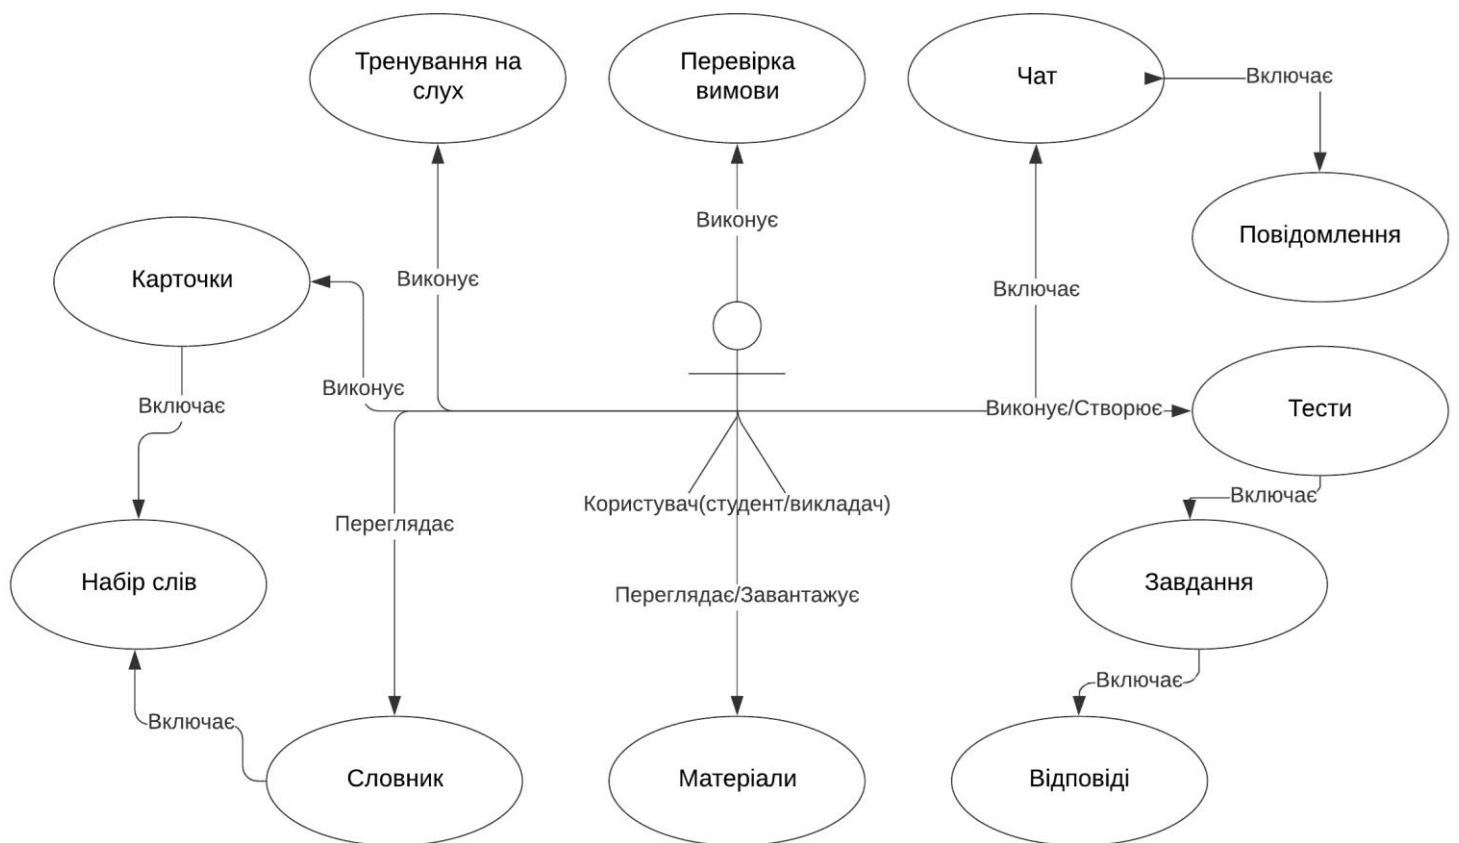 Тренування на
слух
Перевірка
вимови
Чат
Включає
Повідомлення
Виконує
Карточки
Виконує
Включає
Виконує
Включає
Виконує/Створює
Тести
Користувач(студент/викладач)
Включає
Переглядає
Набір слів
Переглядає/Завантажує
Завдання
Включає
Включає
Словник
Матеріали
Відповіді